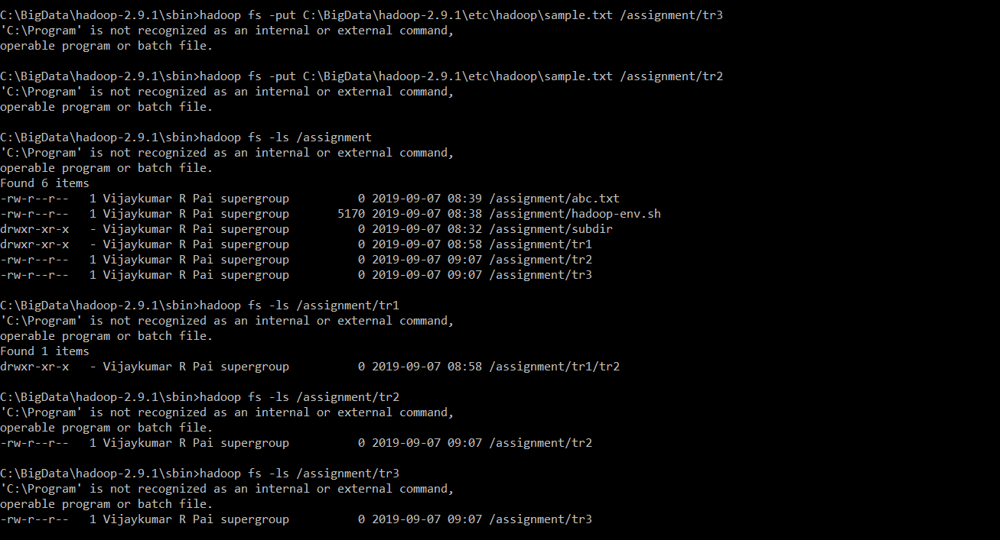 C:\BigData\hadoop-2.9.1\sbin>hadoop fs -put C:\BigData\hadoop-2.9.1\etc\hadoop\sample.txt /assignment/tr3
'C:\Program' is not recognized as an internal or external command,
operable program or batch file.

C:\BigData\hadoop-2.9.1\sbin>hadoop fs -put C:\BigData\hadoop-2.9.1\etc\hadoop\sample.txt /assignment/tr2
'C:\Program' is not recognized as an internal or external command,
operable program or batch file.

C:\BigData\hadoop-2.9.1\sbin>hadoop fs -ls /assignment
'C:\Program' is not recognized as an internal or external command,
operable program or batch file.
Found 6 items
-rw-r--r--   1 Vijaykumar R Pai supergroup          0 2019-09-07 08:39 /assignment/abc.txt
-rw-r--r--   1 Vijaykumar R Pai supergroup       5170 2019-09-07 08:38 /assignment/hadoop-env.sh
drwxr-xr-x   - Vijaykumar R Pai supergroup          0 2019-09-07 08:32 /assignment/subdir
drwxr-xr-x   - Vijaykumar R Pai supergroup          0 2019-09-07 08:58 /assignment/tr1
-rw-r--r--   1 Vijaykumar R Pai supergroup          0 2019-09-07 09:07 /assignment/tr2
-rw-r--r--   1 Vijaykumar R Pai supergroup          0 2019-09-07 09:07 /assignment/tr3

C:\BigData\hadoop-2.9.1\sbin>hadoop fs -ls /assignment/tr1
'C:\Program' is not recognized as an internal or external command,
operable program or batch file.
Found 1 items
drwxr-xr-x   - Vijaykumar R Pai supergroup          0 2019-09-07 08:58 /assignment/tr1/tr2

C:\BigData\hadoop-2.9.1\sbin>hadoop fs -ls /assignment/tr2
'C:\Program' is not recognized as an internal or external command,
operable program or batch file.
-rw-r--r--   1 Vijaykumar R Pai supergroup          0 2019-09-07 09:07 /assignment/tr2

C:\BigData\hadoop-2.9.1\sbin>hadoop fs -ls /assignment/tr3
'C:\Program' is not recognized as an internal or external command,
operable program or batch file.
-rw-r--r--   1 Vijaykumar R Pai supergroup          0 2019-09-07 09:07 /assignment/tr3